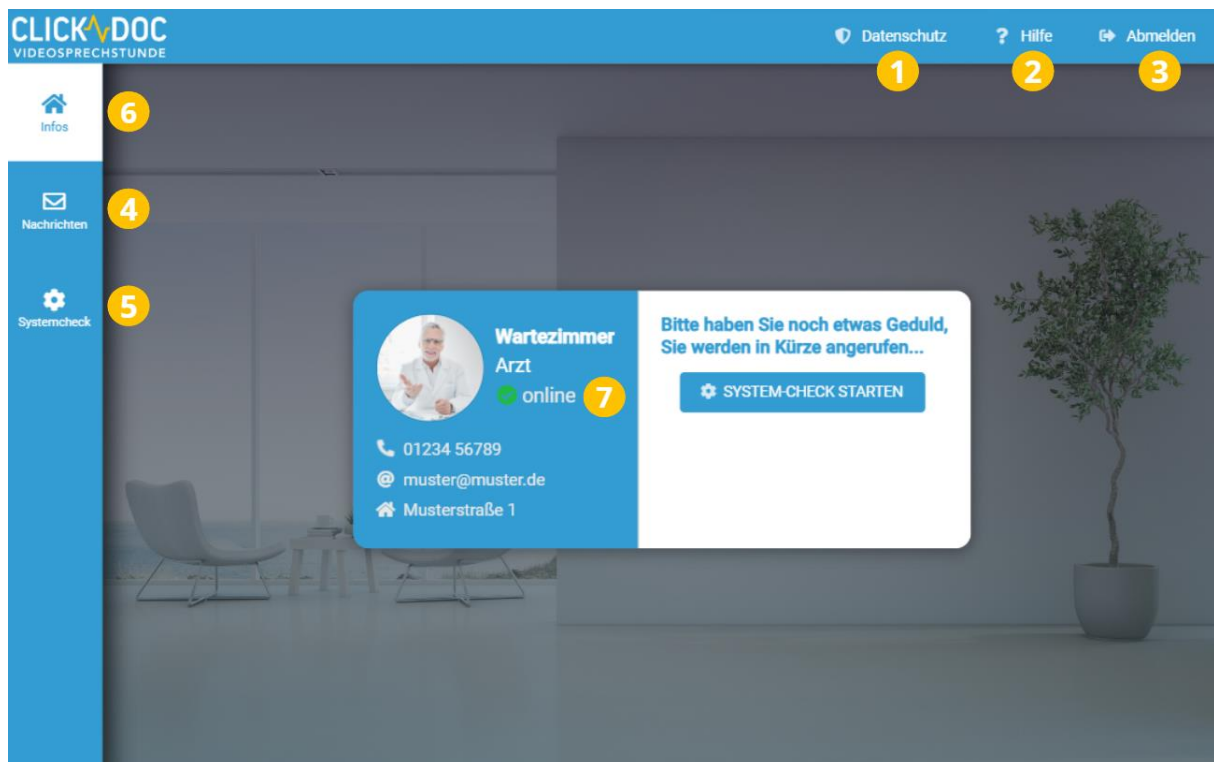 CLICK DOC
VIDEOSPRECHSTUNDE
Datenschutz
Hilfe
Abmelden
1
2
3
Infos
6
Nachrichten
4
Systemcheck
5
Wartezimmer
Arzt
online
7
01234 56789
muster@muster.de
Musterstraße 1
Bitte haben Sie noch etwas Geduld,
Sie werden in Kürze angerufen...
SYSTEM-CHECK STARTEN